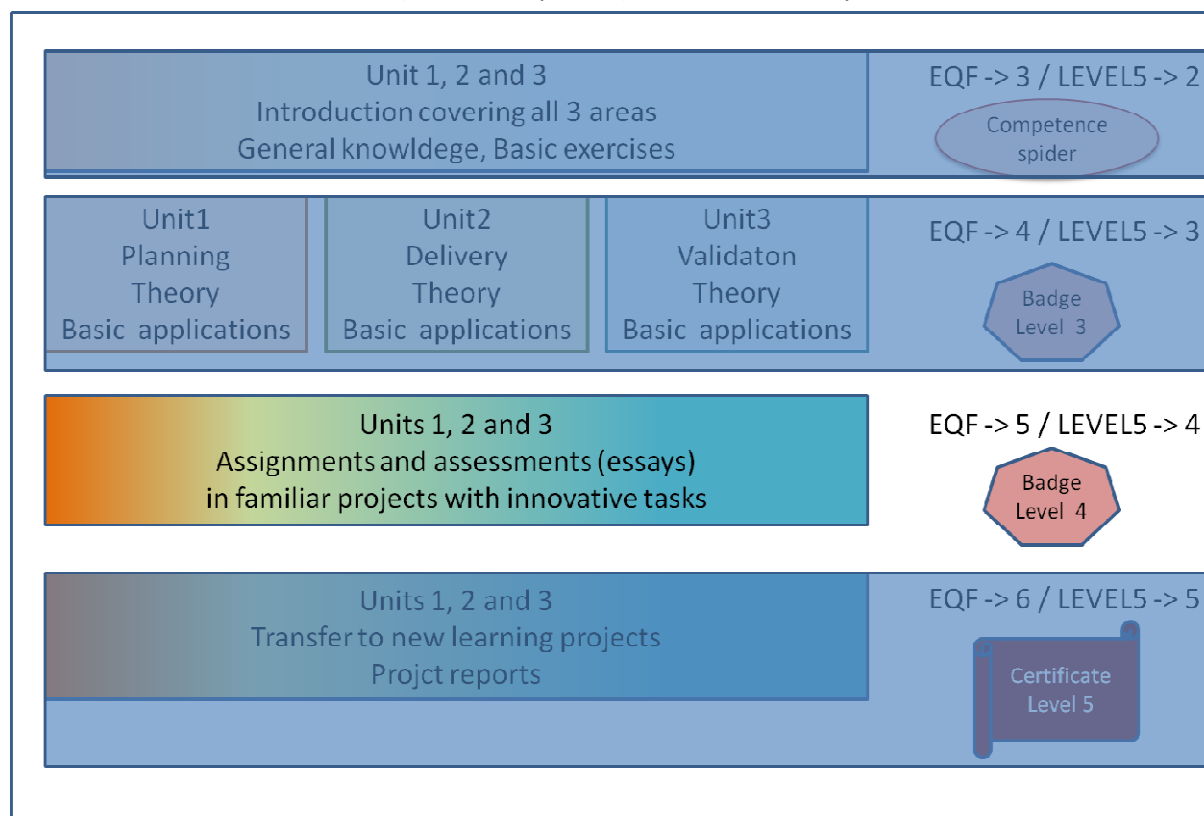 Unit 1, 2 and 3
Introduction covering all 3 areas
General knowldege, Basic exercises
EQF -> 3 / LEVEL5 -> 2
Competence
spider
Unit1
Planning
Theory
Basic applications
Unit2
Delivery
Theory
Basic applications
Unit3
Validaton
Theory
Basic applications
EQF -> 4 / LEVEL5 -> 3
Badge
Level 3
Units 1, 2 and 3
Assignments and assessments (essays)
in familiar projects with innovative tasks
EQF -> 5 / LEVEL5 -> 4
Badge
Level 4
Units 1, 2 and 3
Transfer to new learning projects
Projct reports
EQF -> 6 / LEVEL5 -> 5
Certificate
Level 5